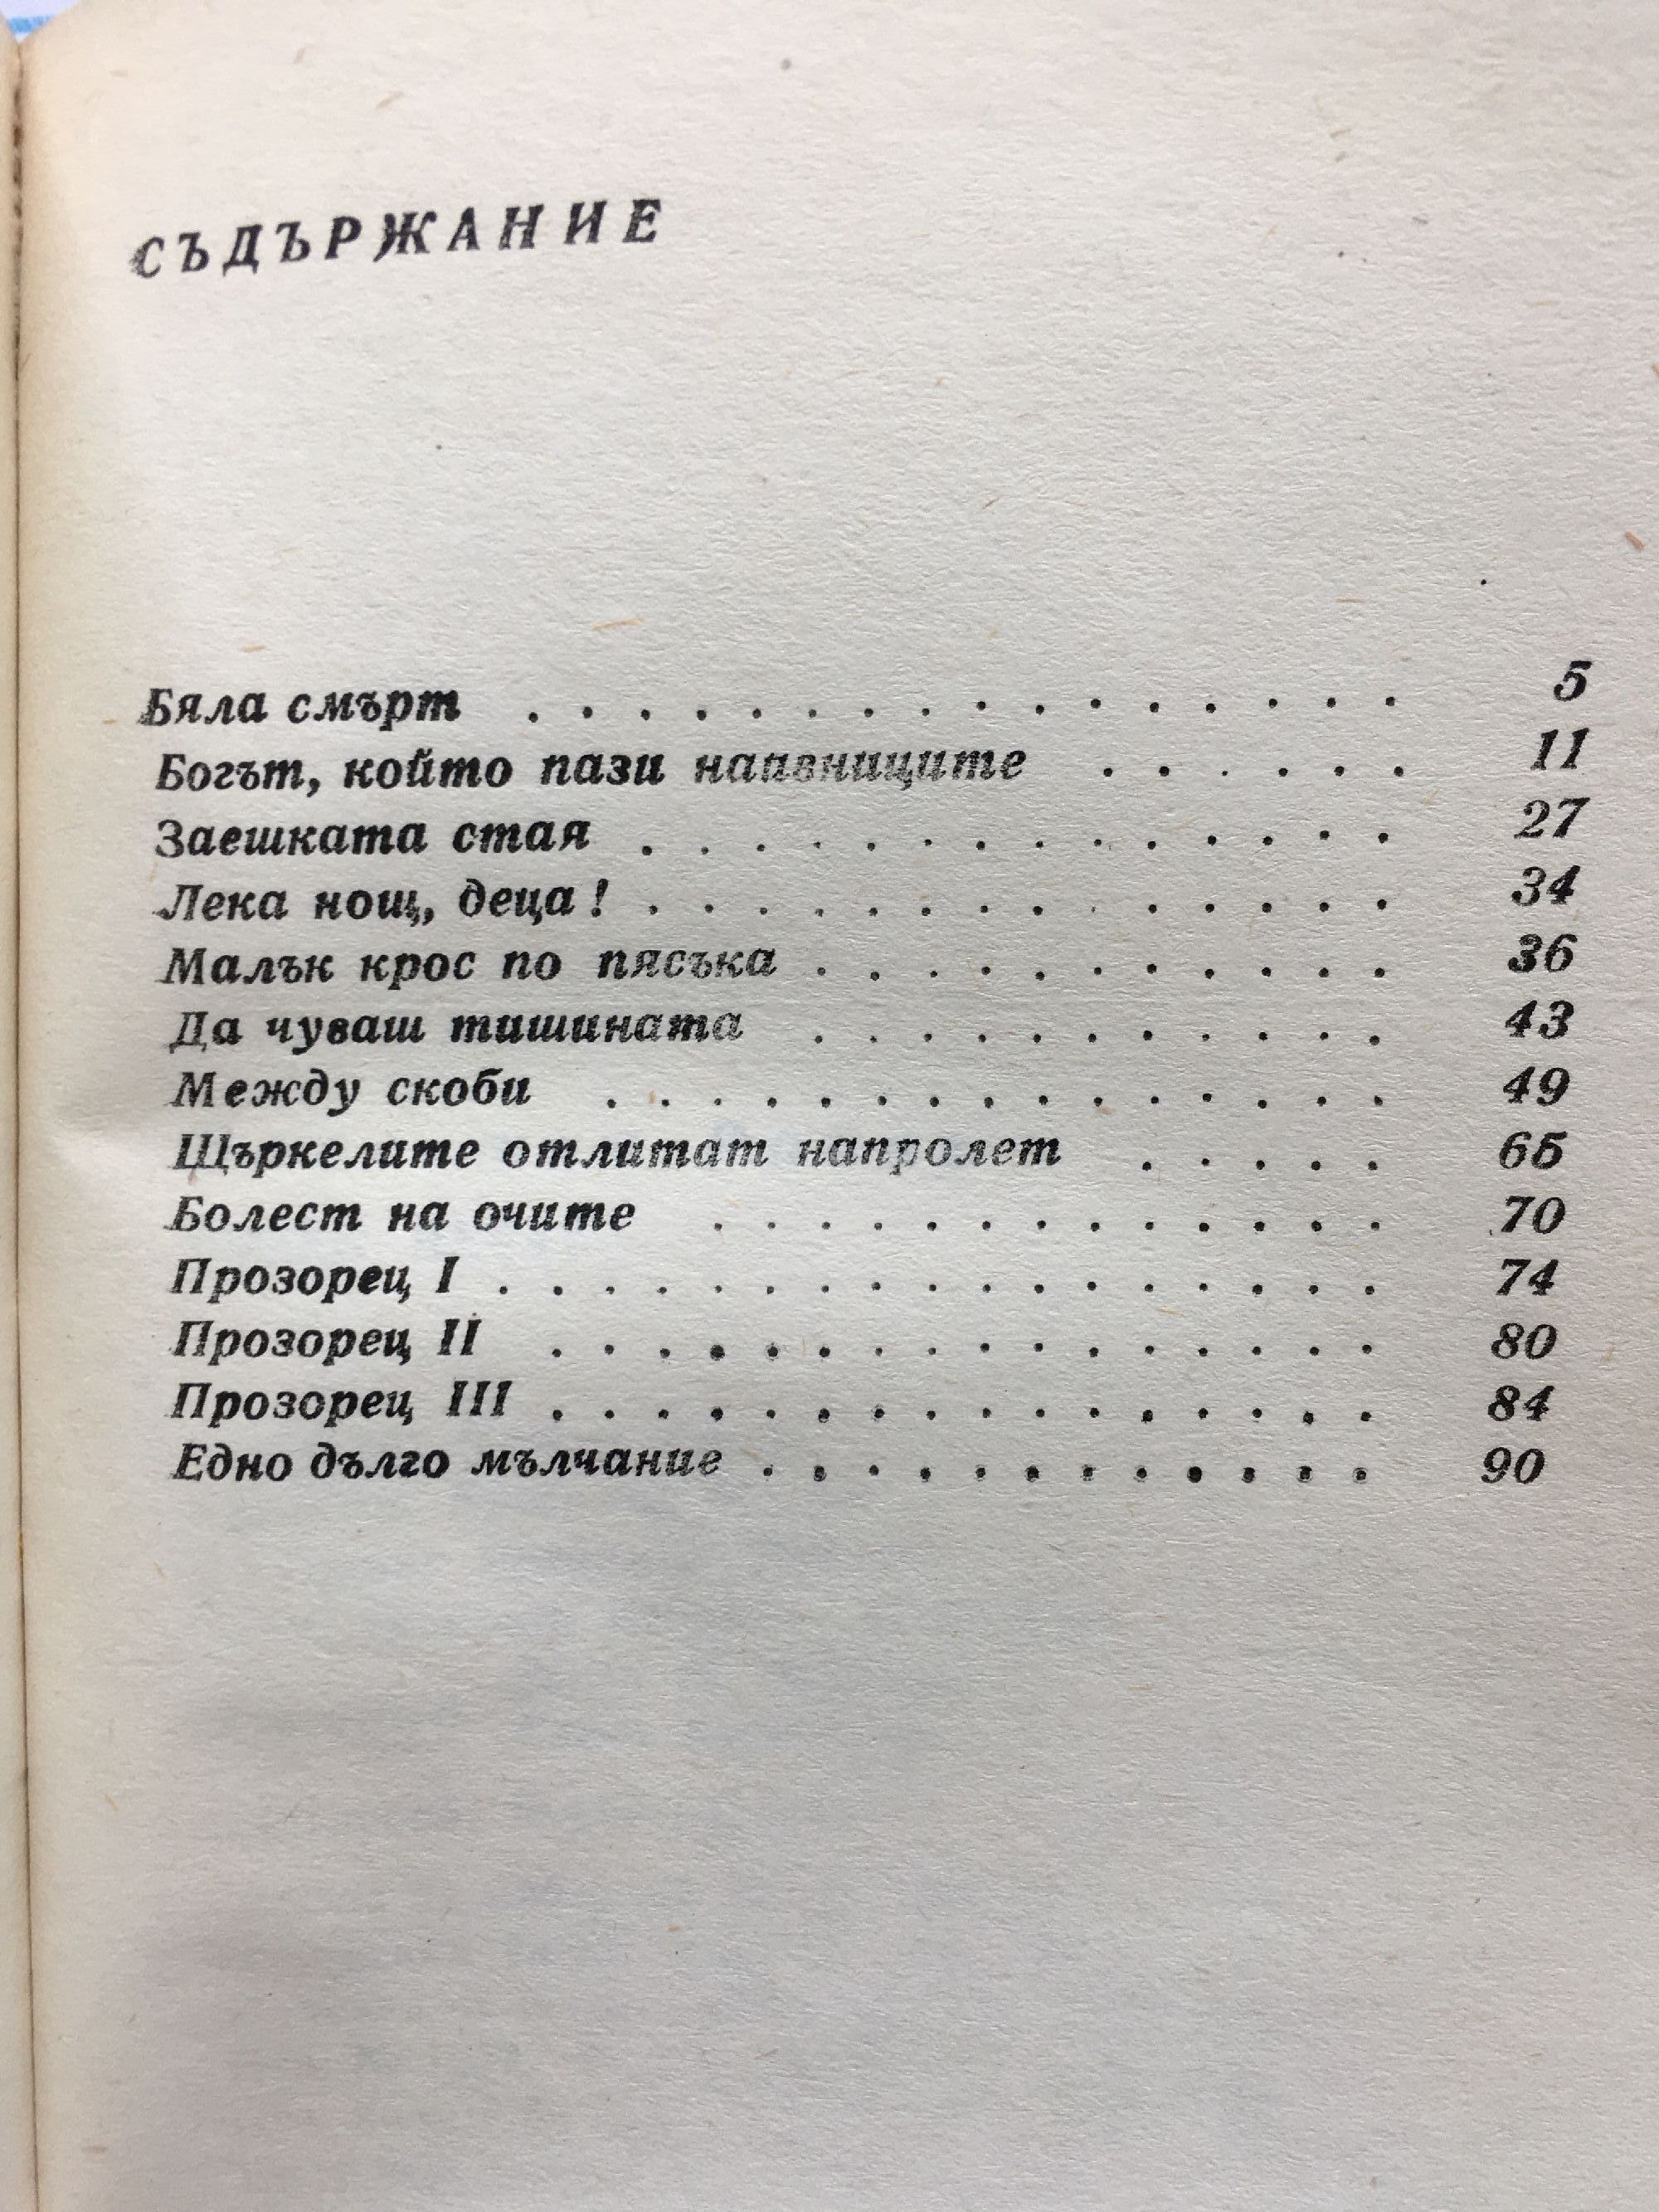 СЪДЪРЖАНИЕ
Бяла смърт . . . . . . . . . . . . . . . . 5
Богът, който пази наивниците . . . . . . 11
Заешката стая . . . . . . . . . . . . . . 27
Лека нощ, деца! . . . . . . . . . . . . . . 34
Малък крос по пясъка . . . . . . . . . . . 36
Да чуваш тишината . . . . . . . . . . . 43
Между скоби . . . . . . . . . . . . . . . 49
Щъркелите отлитат напролет . . . . . 65
Болест на очите . . . . . . . . . . . . . 70
Прозорец I . . . . . . . . . . . . . . . . . 74
Прозорец II . . . . . . . . . . . . . . . . 80
Прозорец III . . . . . . . . . . . . . . . . 84
Едно дълго мълчание . . . . . . . . . . . . 90